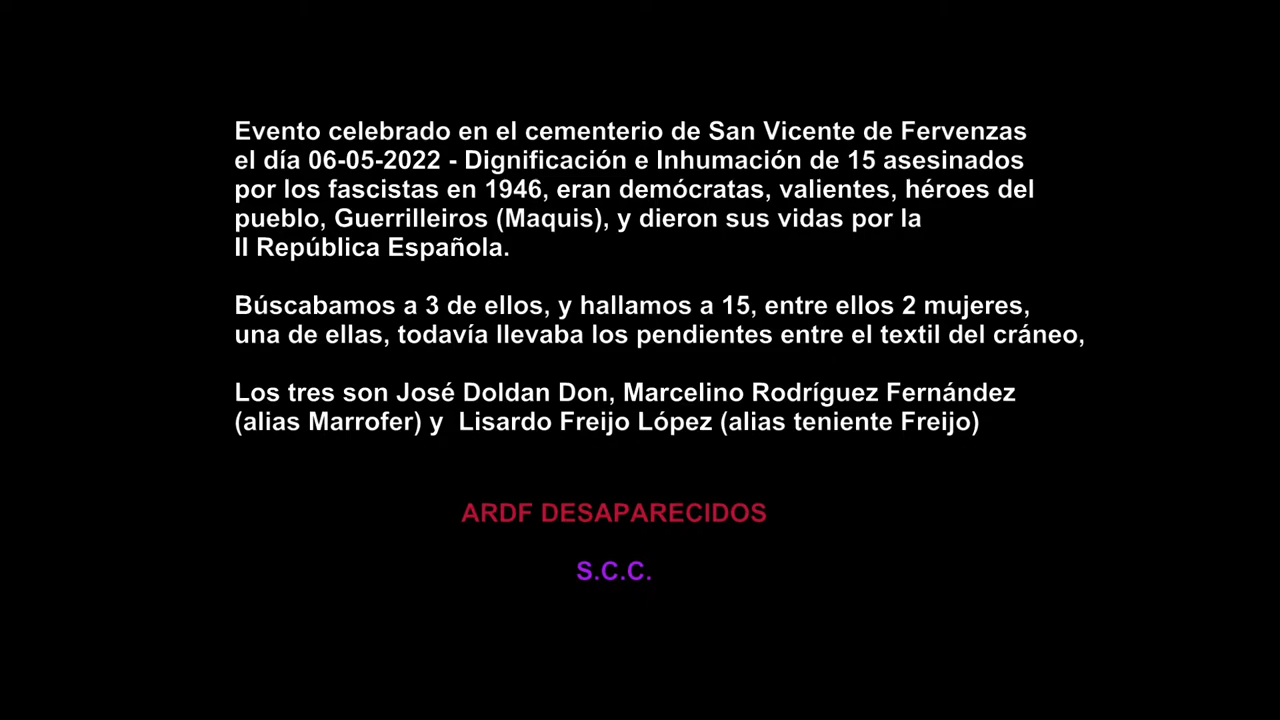 Evento celebrado en el cementerio de San Vicente de Fervenzas
el día 06-05-2022 - Dignificación e Inhumación de 15 asesinados
por los fascistas en 1946, eran demócratas, valientes, héroes del
pueblo, Guerrilleiros (Maquis), y dieron sus vidas por la
II República Española.
Búscabamos a 3 de ellos, y hallamos a 15, entre ellos 2 mujeres,
una de ellas, todavía llevaba los pendientes entre el textil del cráneo,
Los tres son José Doldan Don, Marcelino Rodríguez Fernández
(alias Marrofer) y  Lisardo Freijo López (alias teniente Freijo)
ARDF DESAPARECIDOS
S.C.C.